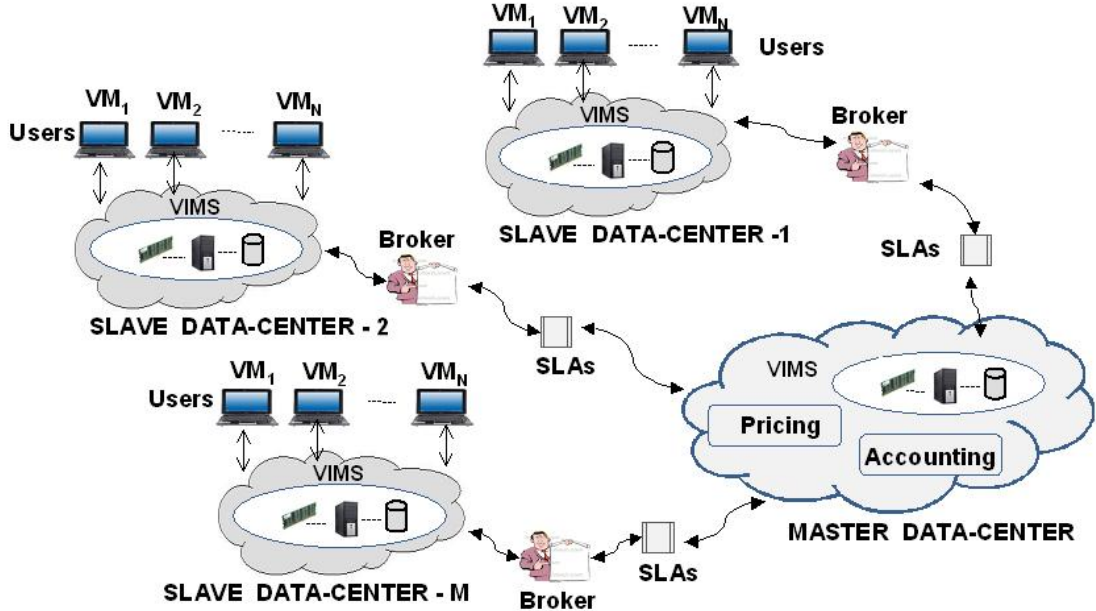 VM1 VM2 VMN
Users
VIMS
Broker
SLAVE DATA-CENTER -1
SLAs
VM1 VM2 VMN
Users
VIMS
Broker
SLAVE DATA-CENTER - 2
SLAs
VM1 VM2 VMN
Users
VIMS
SLAVE DATA-CENTER - M
Broker
SLAs
VIMS
Pricing
Accounting
MASTER DATA-CENTER